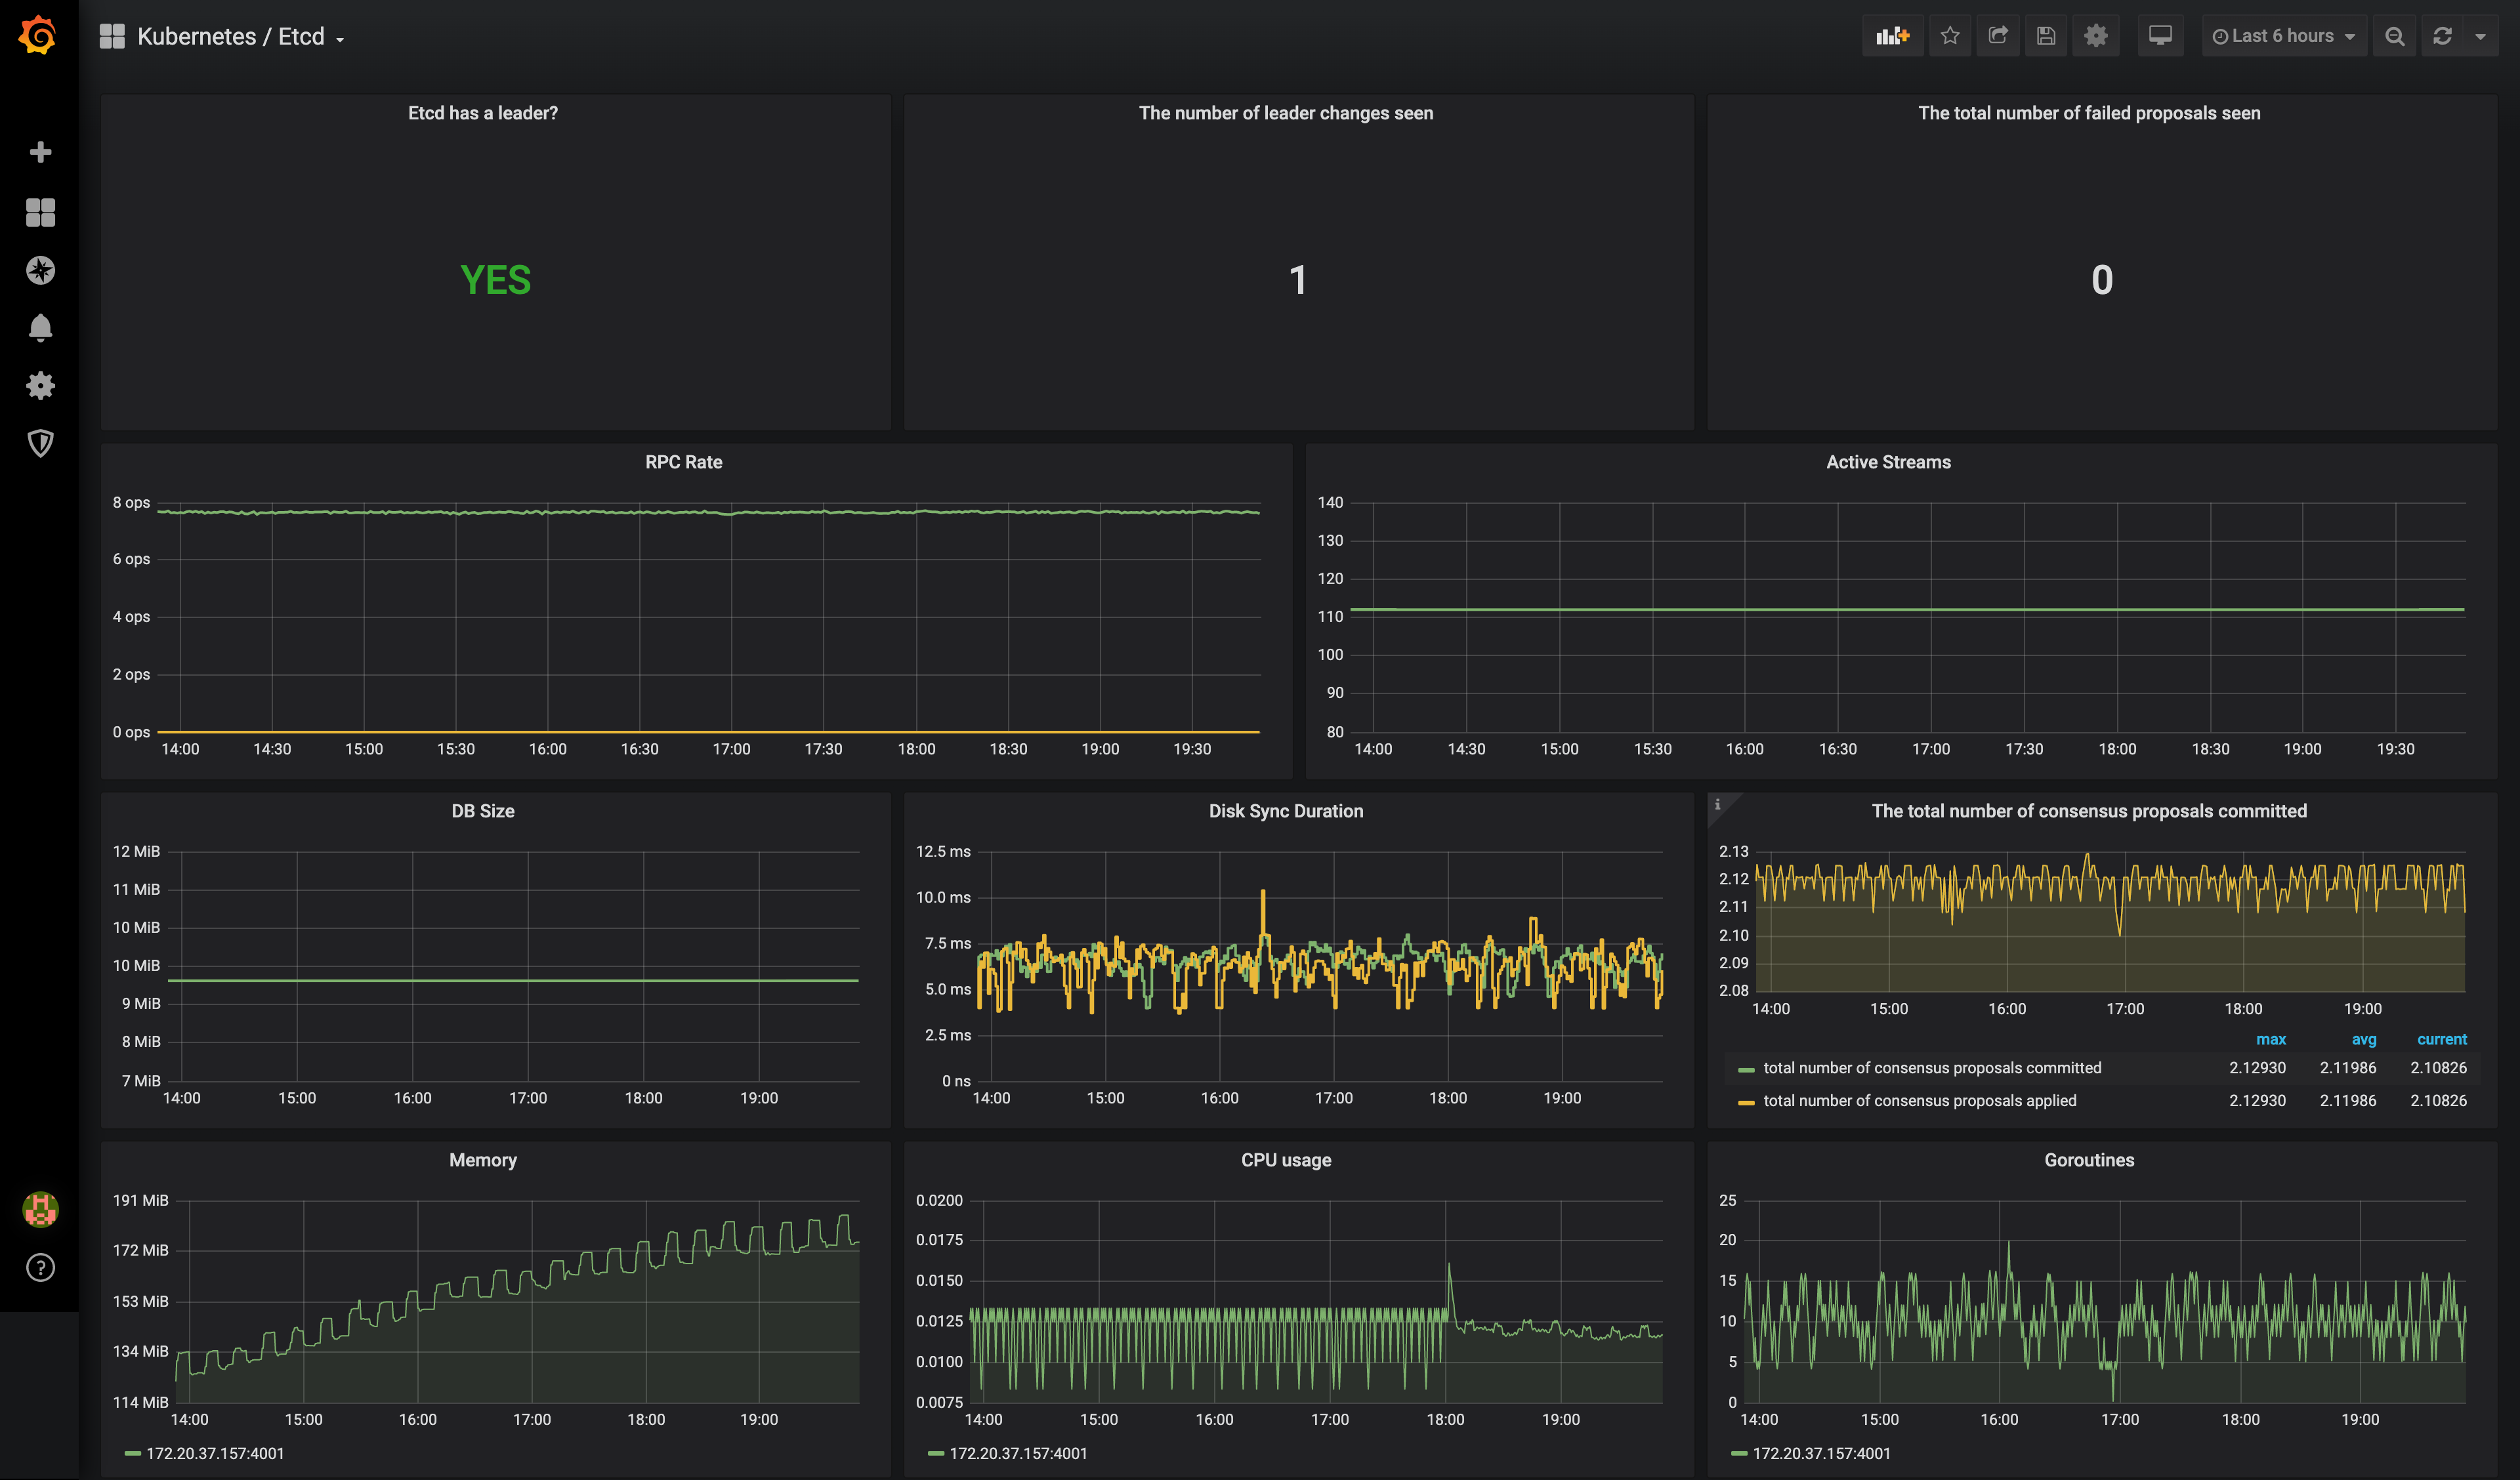 Kubernetes / Etcd
Last 6 hours
Etcd has a leader?
YES
The number of leader changes seen
1
The total number of failed proposals seen
0
RPC Rate
8 ops
6 ops
4 ops
2 ops
0 ops
14:00 14:30 15:00 15:30 16:00 16:30 17:00 17:30 18:00 18:30 19:00 19:30
Active Streams
140
130
120
110
100
90
80
14:00 14:30 15:00 15:30 16:00 16:30 17:00 17:30 18:00 18:30 19:00 19:30
DB Size
12 MiB
11 MiB
10 MiB
10 MiB
9 MiB
8 MiB
7 MiB
14:00 15:00 16:00 17:00 18:00 19:00
Disk Sync Duration
12.5 ms
10.0 ms
7.5 ms
5.0 ms
2.5 ms
0 ns
14:00 15:00 16:00 17:00 18:00 19:00
i
The total number of consensus proposals committed
2.13
2.12
2.11
2.10
2.09
2.08
14:00 15:00 16:00 17:00 18:00 19:00
max avg current
total number of consensus proposals committed 2.12930 2.11986 2.10826
total number of consensus proposals applied 2.12930 2.11986 2.10826
Memory
191 MiB
172 MiB
153 MiB
134 MiB
114 MiB
14:00 15:00 16:00 17:00 18:00 19:00
172.20.37.157:4001
CPU usage
0.0200
0.0175
0.0150
0.0125
0.0100
0.0075
14:00 15:00 16:00 17:00 18:00 19:00
172.20.37.157:4001
Goroutines
25
20
15
10
5
0
14:00 15:00 16:00 17:00 18:00 19:00
172.20.37.157:4001